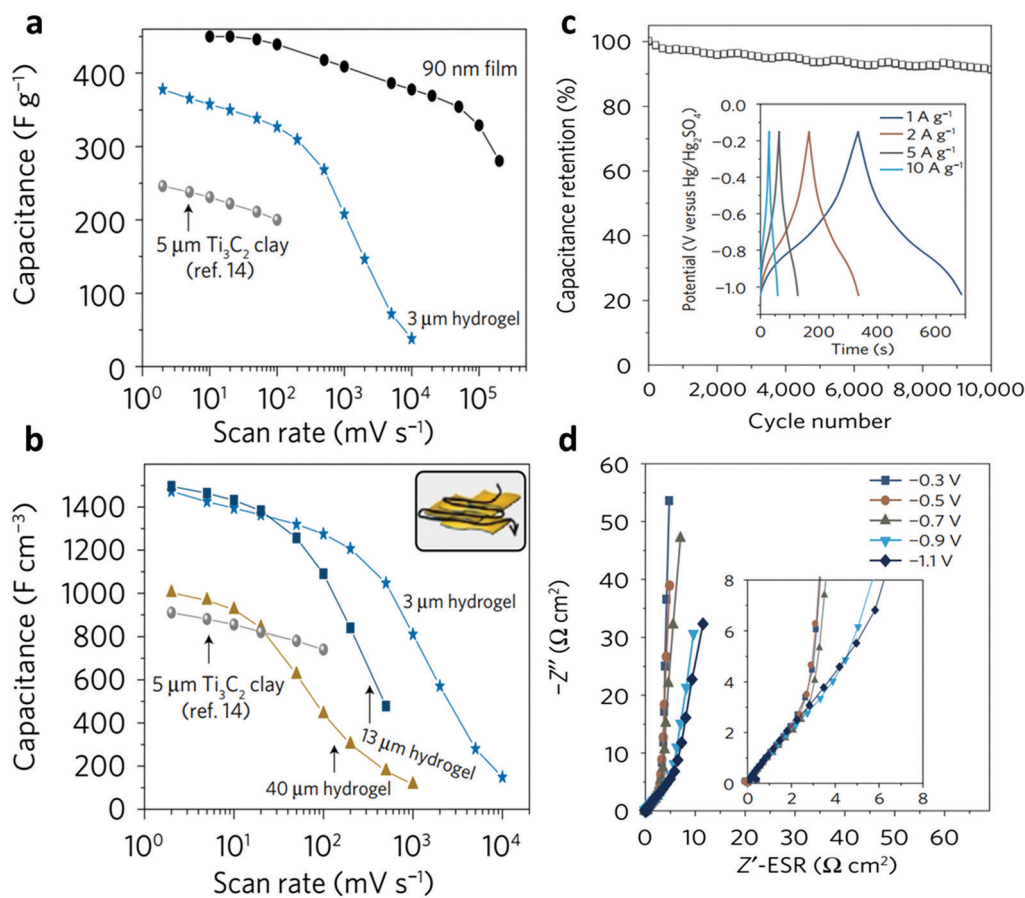 a
Capacitance (F g⁻¹)
400
300
200
100
0
90 nm film
5 μm Ti₃C₂ clay
(ref. 14)
3 μm hydrogel
10⁰ 10¹ 10² 10³ 10⁴ 10⁵
Scan rate (mV s⁻¹)
b
Capacitance (F cm⁻³)
1400
1200
1000
800
600
400
200
0
3 μm hydrogel
5 μm Ti₃C₂ clay
(ref. 14)
13 μm hydrogel
40 μm hydrogel
10⁰ 10¹ 10² 10³ 10⁴
Scan rate (mV s⁻¹)
c
Capacitance retention (%)
100
80
60
40
20
0
0 2,000 4,000 6,000 8,000 10,000
Cycle number
Potential (V versus Hg/Hg₂SO₄)
0.0
−0.2
−0.4
−0.6
−0.8
−1.0
1 A g⁻¹
2 A g⁻¹
5 A g⁻¹
10 A g⁻¹
0 200 400 600
Time (s)
d
−Z″ (Ω cm²)
60
50
40
30
20
10
0
−0.3 V
−0.5 V
−0.7 V
−0.9 V
−1.1 V
8
6
4
2
0
0 2 4 6 8
0 10 20 30 40 50 60
Z′-ESR (Ω cm²)